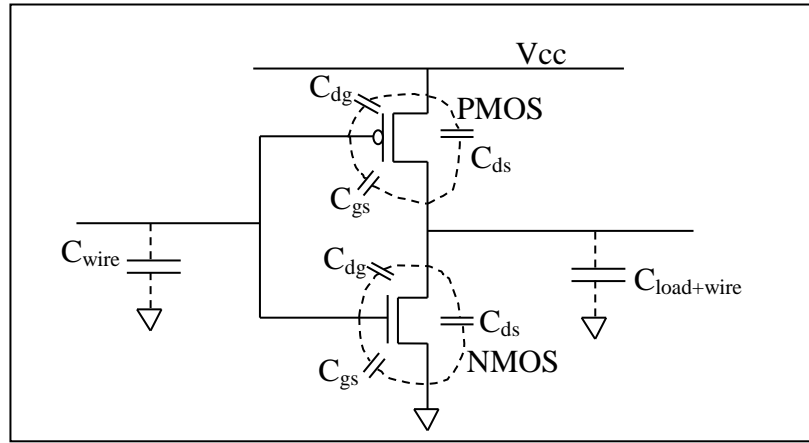 Vcc
Cdg
PMOS
Cds
Cgs
Cwire
Cdg
Cload+wire
Cds
Cgs
NMOS